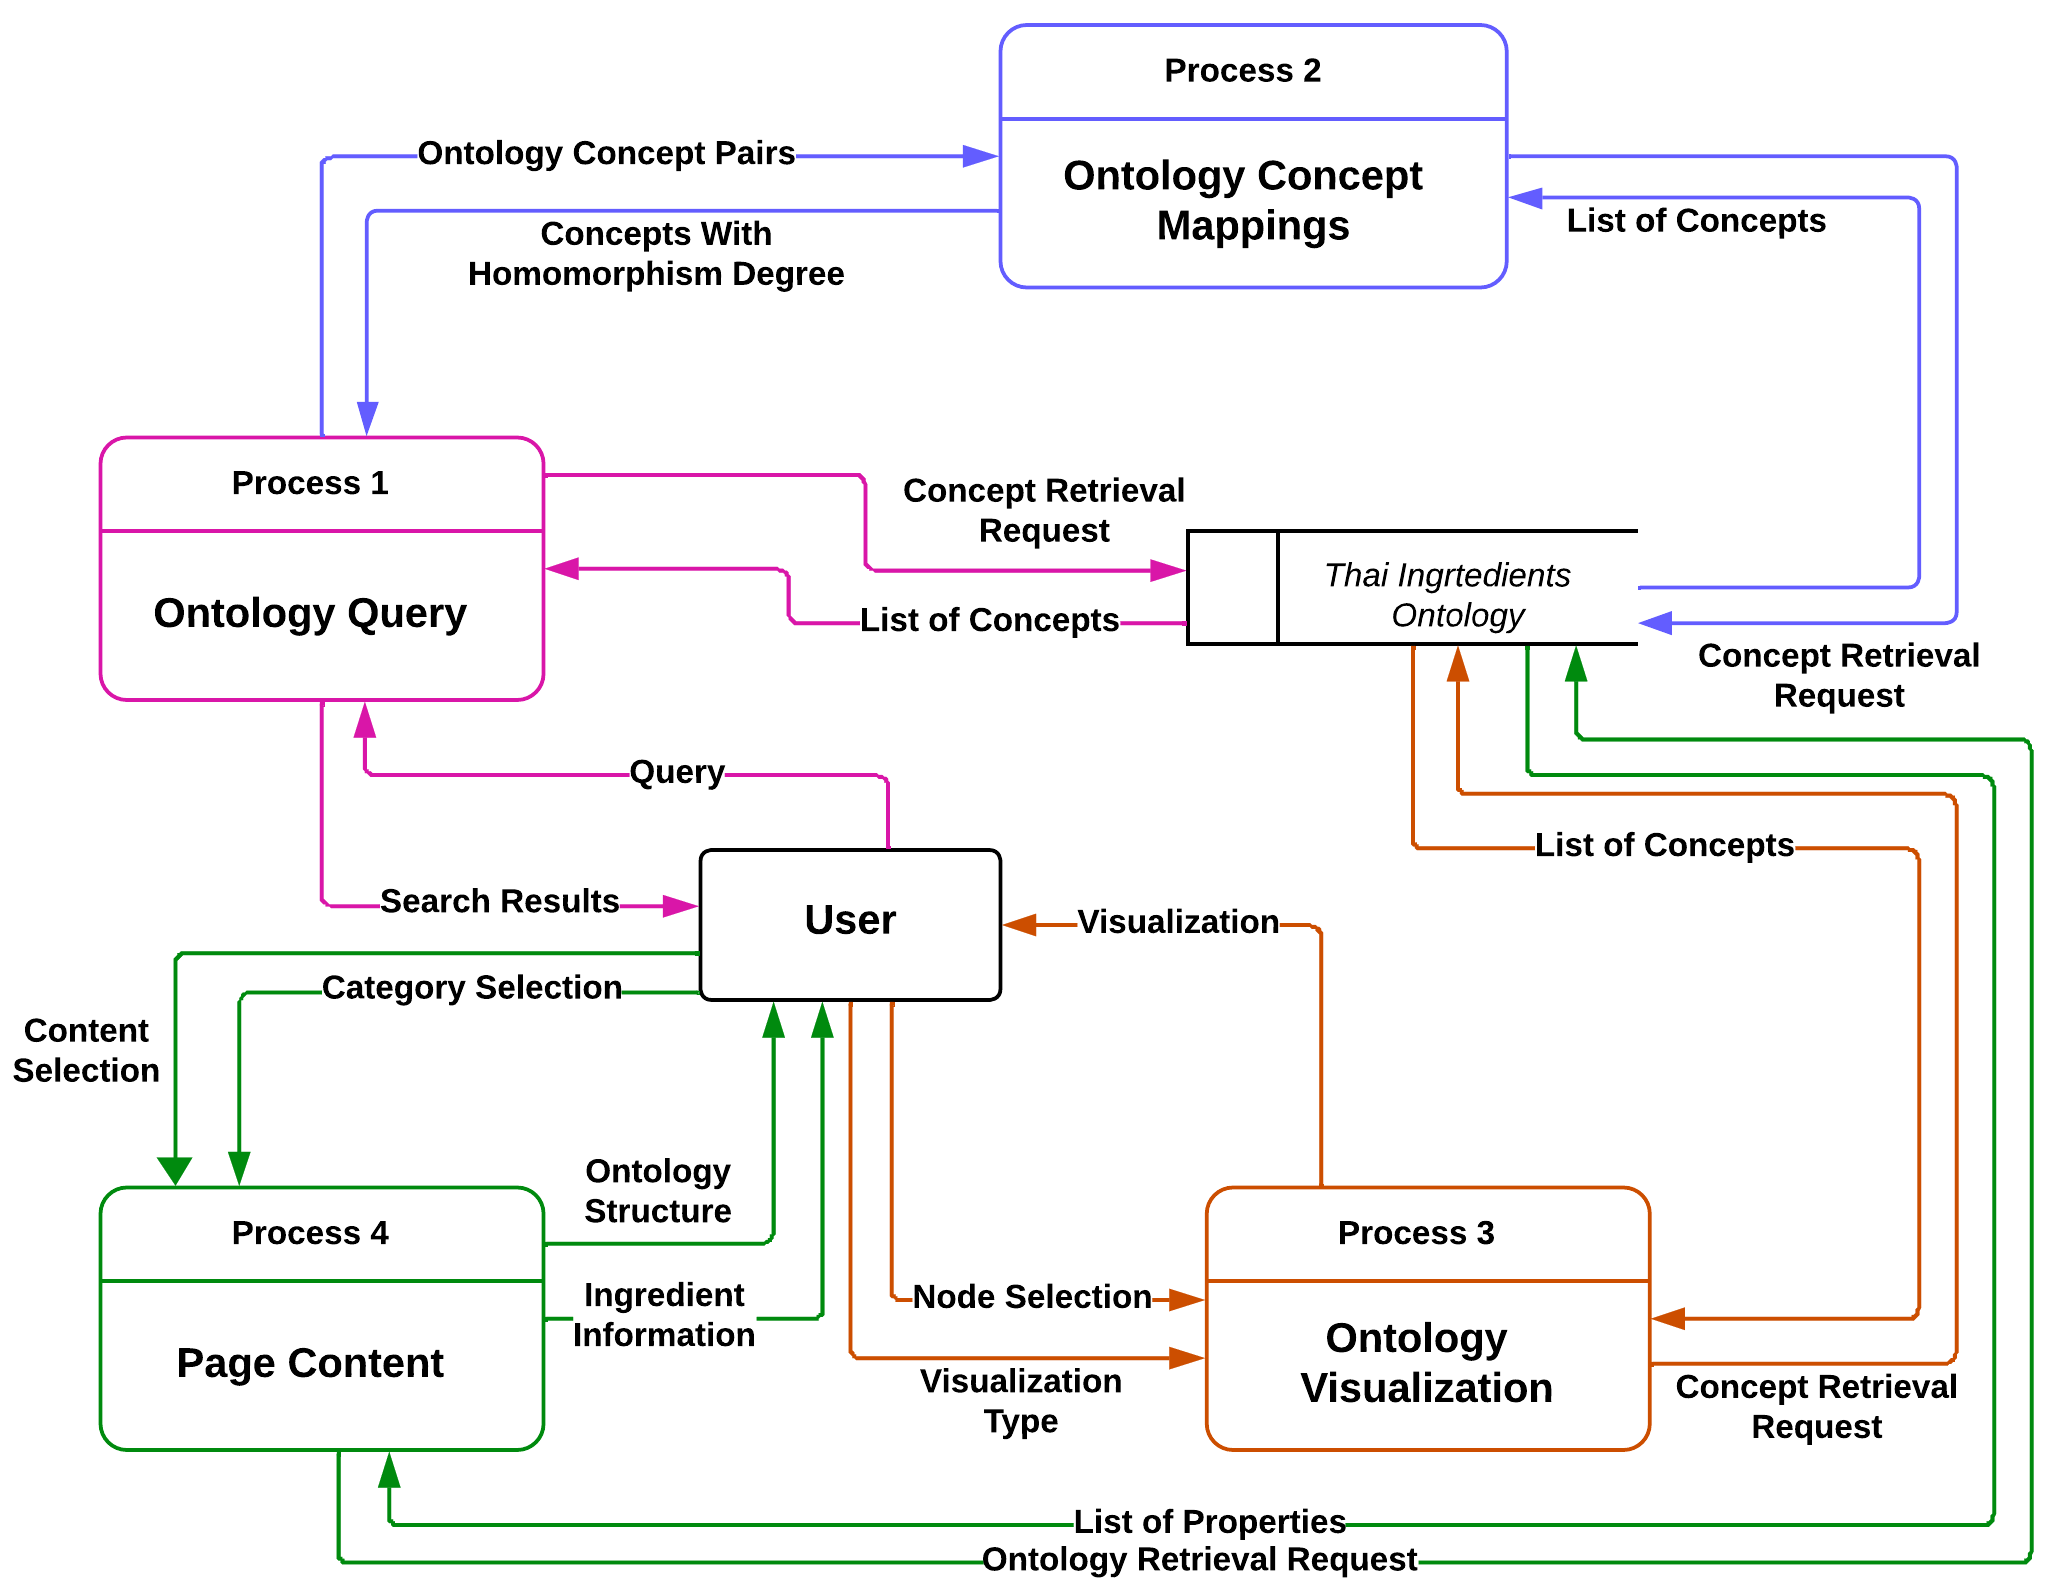 Process 2
Ontology Concept
Mappings
Ontology Concept Pairs
Concepts With
Homomorphism Degree
List of Concepts
Process 1
Ontology Query
Concept Retrieval
Request
List of Concepts
Thai Ingrtedients
Ontology
Concept Retrieval
Request
Query
List of Concepts
Search Results
User
Visualization
Category Selection
Content
Selection
Ontology
Structure
Process 4
Page Content
Ingredient
Information
Node Selection
Visualization
Type
Process 3
Ontology
Visualization
Concept Retrieval
Request
List of Properties
Ontology Retrieval Request